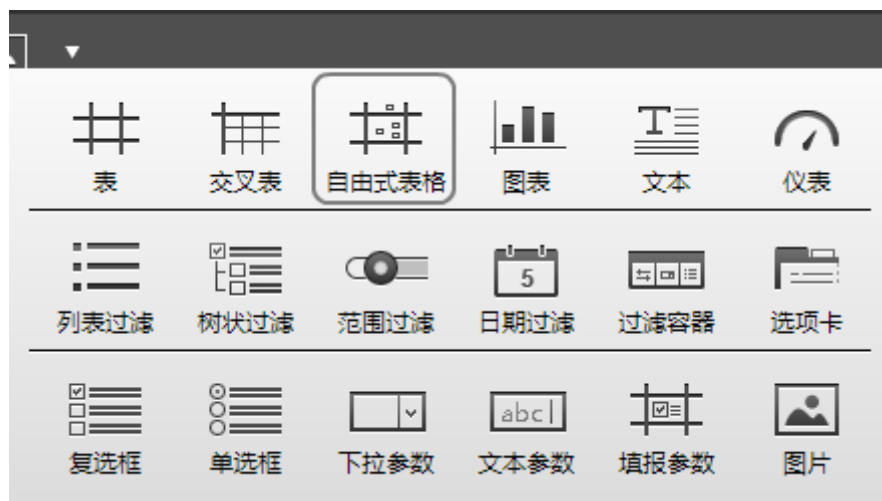 表 交叉表 自由式表格 图表 文本 仪表
5
列表过滤 树状过滤 范围过滤 日期过滤 过滤容器 选项卡
abc
复选框 单选框 下拉参数 文本参数 填报参数 图片